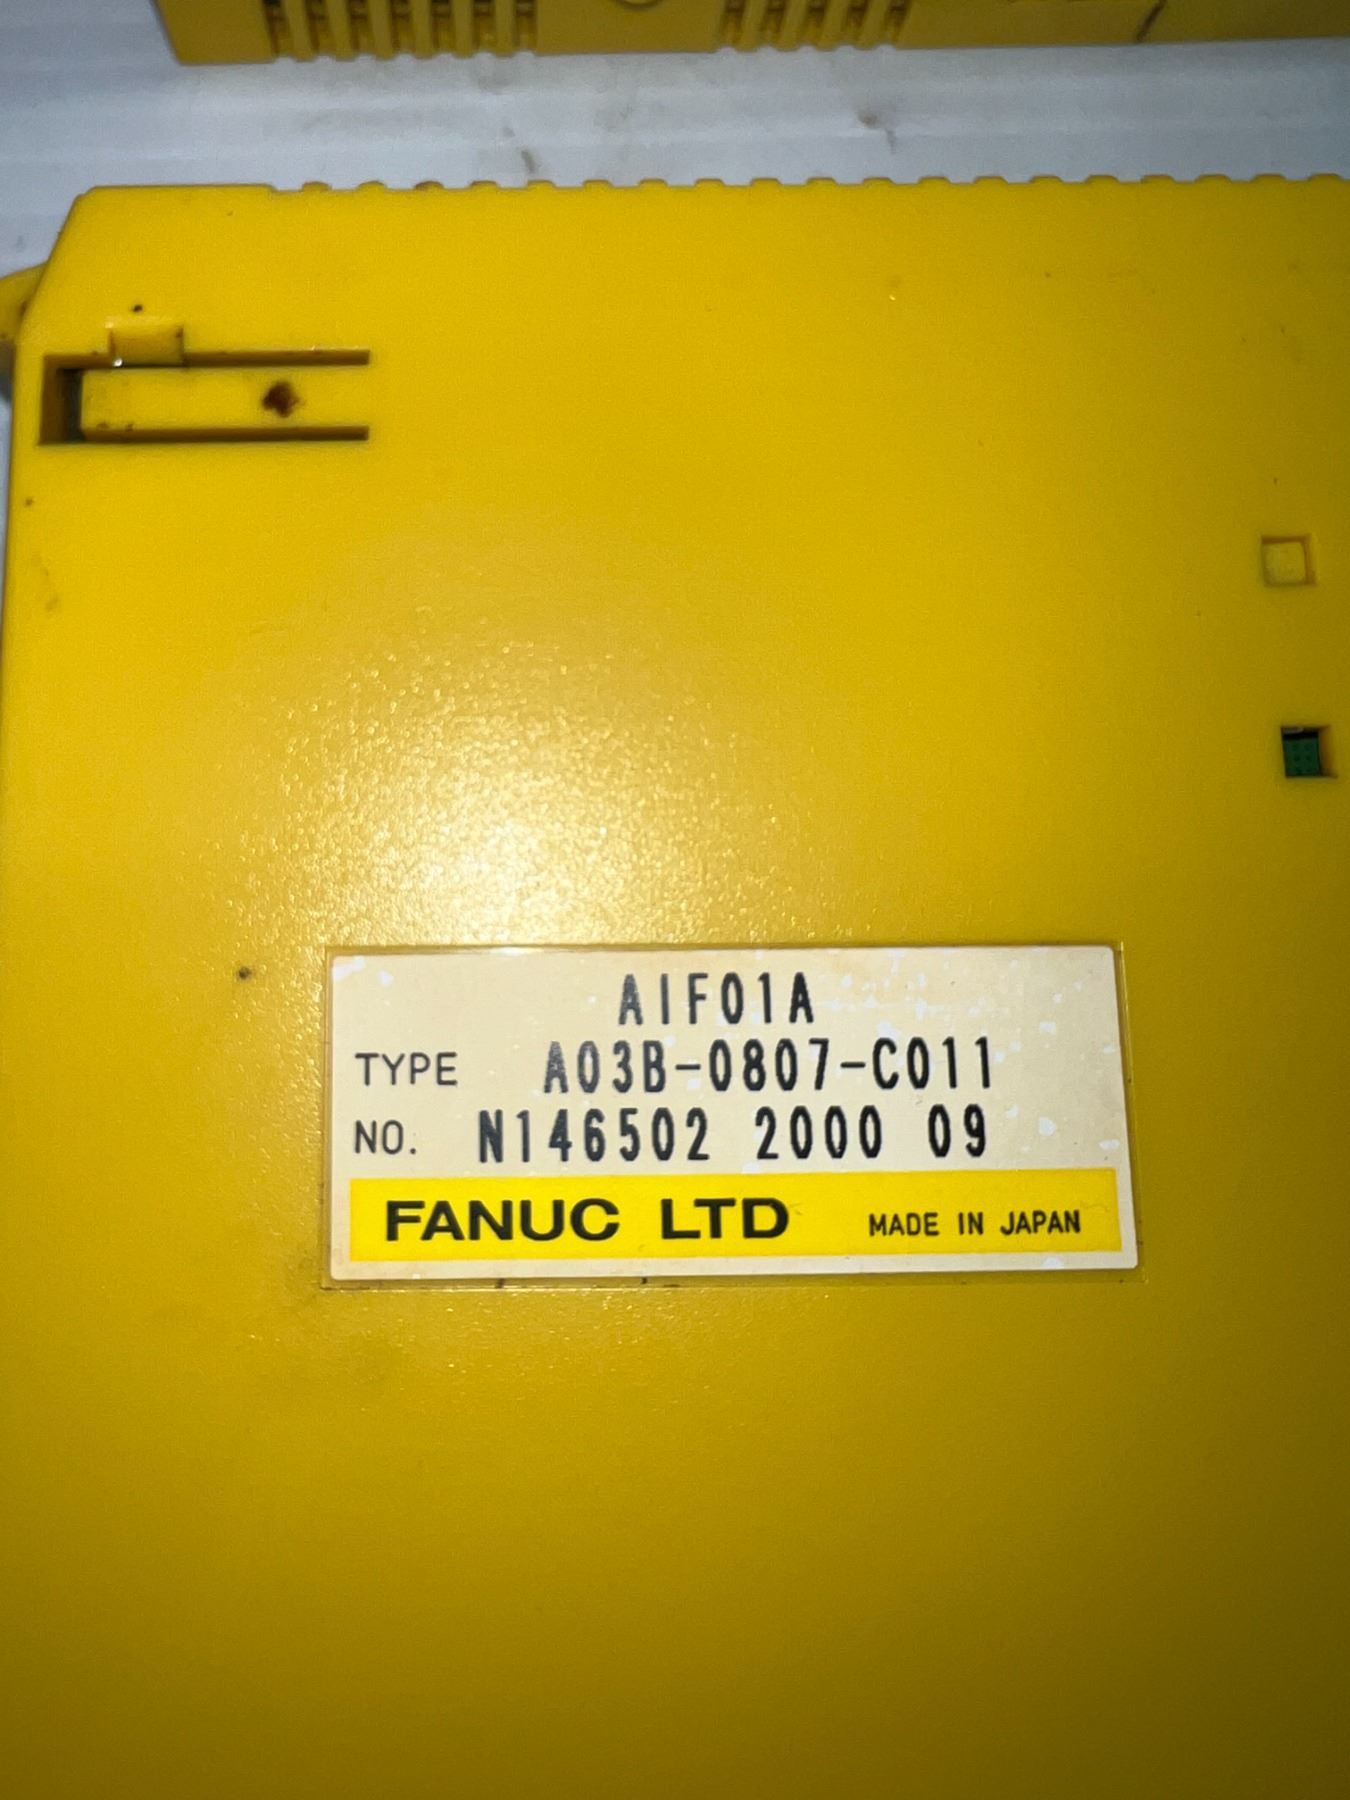 AIF01A
TYPE A03B-0807-C011
NO. N146502 2000 09
FANUC LTD MADE IN JAPAN